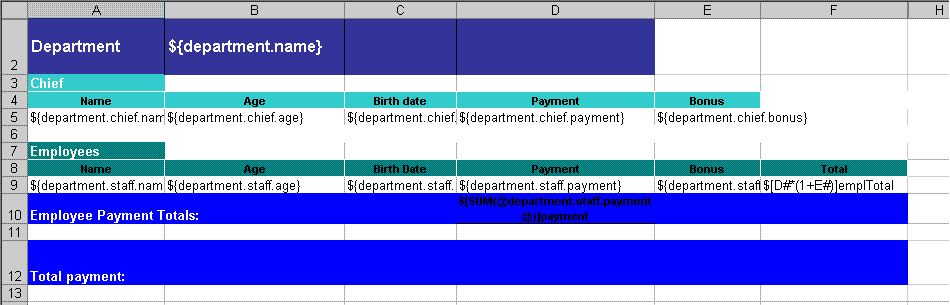 A B C D E F H
2 Department ${department.name}
3 Chief
4 Name Age Birth date Payment Bonus
5 ${department.chief.nam ${department.chief.age} ${department.chief. ${department.chief.payment} ${department.chief.bonus}
6
7 Employees
8 Name Age Birth Date Payment Bonus Total
9 ${department.staff.nam ${department.staff.age} ${department.staff. ${department.staff.payment} ${department.staff $[D#*(1+E#)]emplTotal
$[SUM(@department.staff.payment
10 Employee Payment Totals: @)]payment
11
12 Total payment:
13